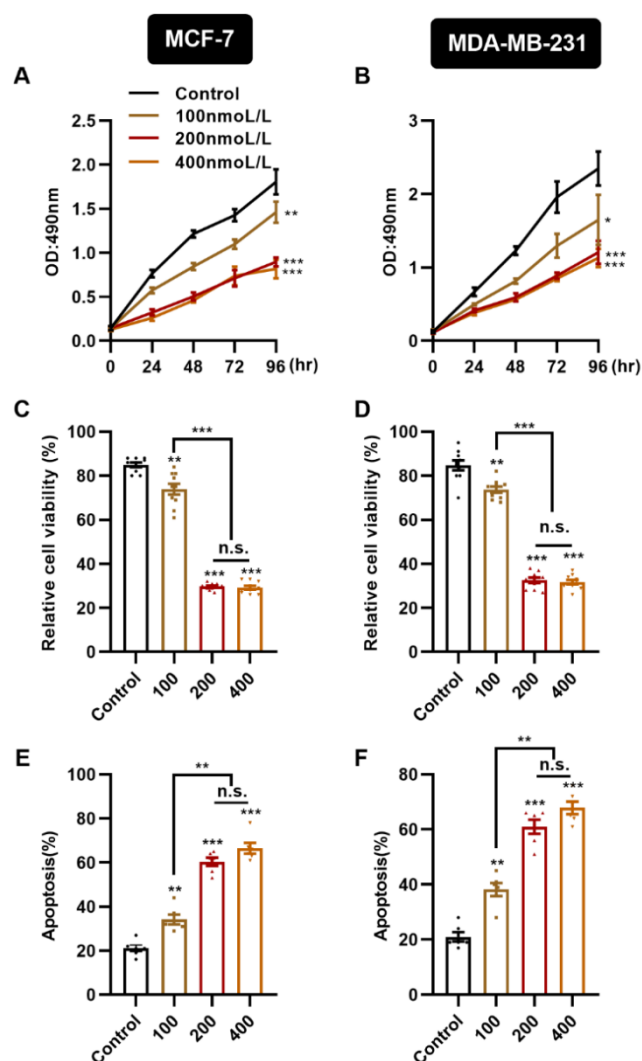 MCF-7
MDA-MB-231
A
Control
100nmoL/L
200nmoL/L
400nmoL/L
2.5
2.0
1.5
1.0
0.5
0.0
OD:490nm
**
***
***
0 24 48 72 96 (hr)
B
3
2
1
0
OD:490nm
*
***
***
0 24 48 72 96 (hr)
C
Relative cell viability (%)
100
80
60
40
20
0
***
**
n.s.
*** ***
Control 100 200 400
D
Relative cell viability (%)
100
80
60
40
20
0
***
**
n.s.
*** ***
Control 100 200 400
E
Apoptosis(%)
100
80
60
40
20
0
**
n.s.
***
***
**
Control 100 200 400
F
Apoptosis(%)
80
60
40
20
0
**
n.s.
***
***
**
Control 100 200 400